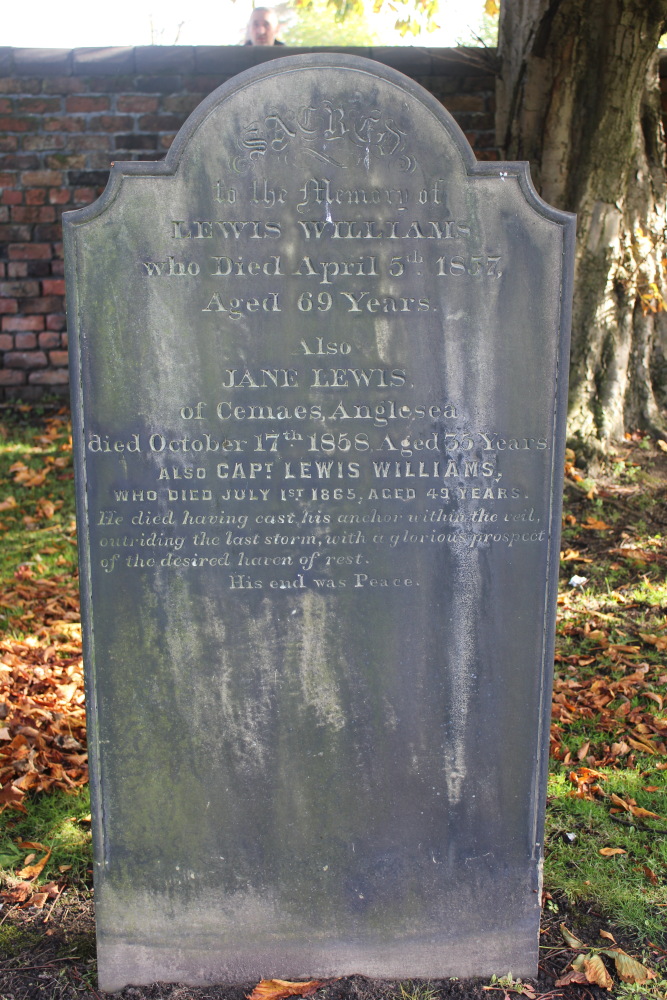 SACRED
to the Memory of
LEWIS WILLIAMS
who Died April 5th 1857,
Aged 69 Years.
Also
JANE LEWIS,
of Cemaes, Anglesea,
died October 17th 1858, Aged 35 Years.
ALSO CAPT. LEWIS WILLIAMS,
WHO DIED JULY 1ST 1865, AGED 49 YEARS.
He died having cast his anchor within the veil,
outriding the last storm, with a glorious prospect
of the desired haven of rest.
His end was Peace.